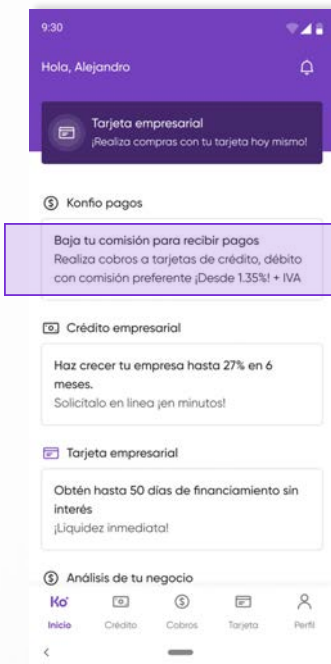 9:30
Hola, Alejandro
Tarjeta empresarial
¡Realiza compras con tu tarjeta hoy mismo!
Konfio pagos
Baja tu comisión para recibir pagos
Realiza cobros a tarjetas de crédito, débito
con comisión preferente ¡Desde 1.35%! + IVA
Crédito empresarial
Haz crecer tu empresa hasta 27% en 6
meses.
Solicítalo en linea ¡en minutos!
Tarjeta empresarial
Obtén hasta 50 días de financiamiento sin
interés
¡Liquidez inmediata!
Análisis de tu negocio
Ko
Inicio Crédito Cobros Tarjeta Perfil